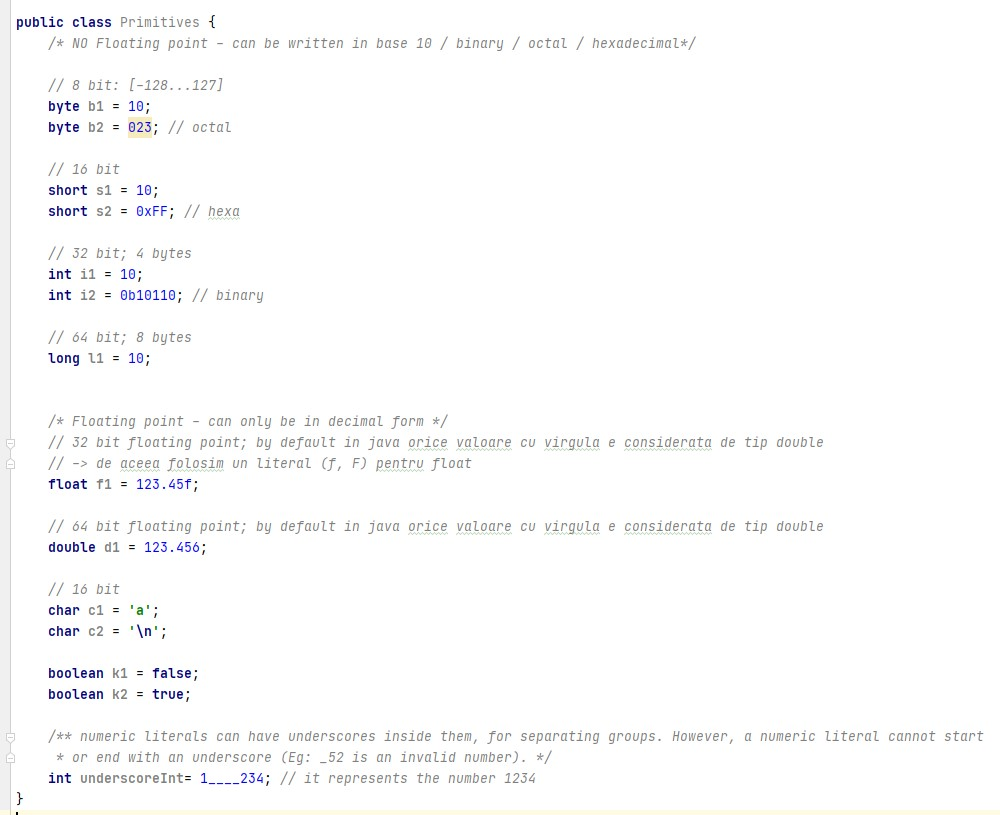 public class Primitives {
/* NO Floating point - can be written in base 10 / binary / octal / hexadecimal*/
// 8 bit: [-128...127]
byte b1 = 10;
byte b2 = 023; // octal
// 16 bit
short s1 = 10;
short s2 = 0xFF; // hexa
// 32 bit; 4 bytes
int i1 = 10;
int i2 = 0b10110; // binary
// 64 bit; 8 bytes
long l1 = 10;
/* Floating point - can only be in decimal form */
// 32 bit floating point; by default in java orice valoare cu virgula e considerata de tip double
// -> de aceea folosim un literal (f, F) pentru float
float f1 = 123.45f;
// 64 bit floating point; by default in java orice valoare cu virgula e considerata de tip double
double d1 = 123.456;
// 16 bit
char c1 = 'a';
char c2 = '\n';
boolean k1 = false;
boolean k2 = true;
/** numeric literals can have underscores inside them, for separating groups. However, a numeric literal cannot start
* or end with an underscore (Eg: _52 is an invalid number). */
int underscoreInt= 1____234; // it represents the number 1234
}